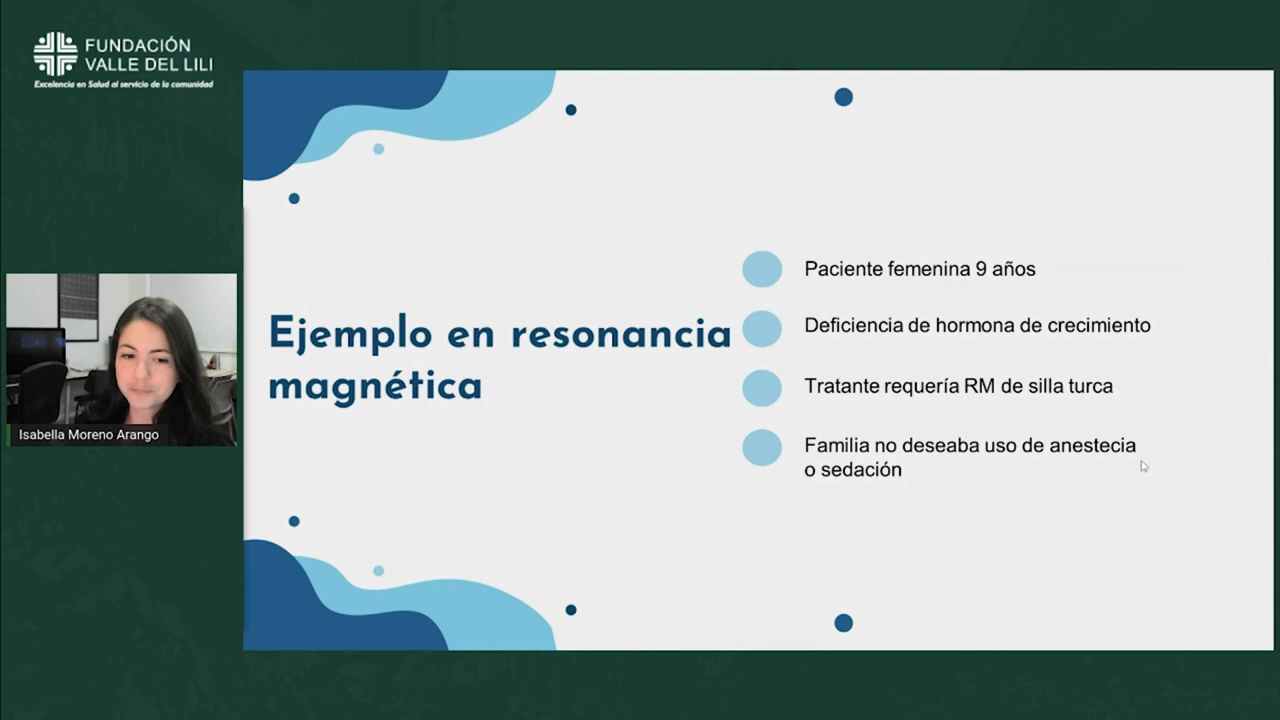 FUNDACIÓN
VALLE DEL LILI
Excelencia en Salud al servicio de la comunidad
Ejemplo en resonancia
magnética
Paciente femenina 9 años
Deficiencia de hormona de crecimiento
Tratante requería RM de silla turca
Familia no deseaba uso de anestecia
o sedación
Isabella Moreno Arango